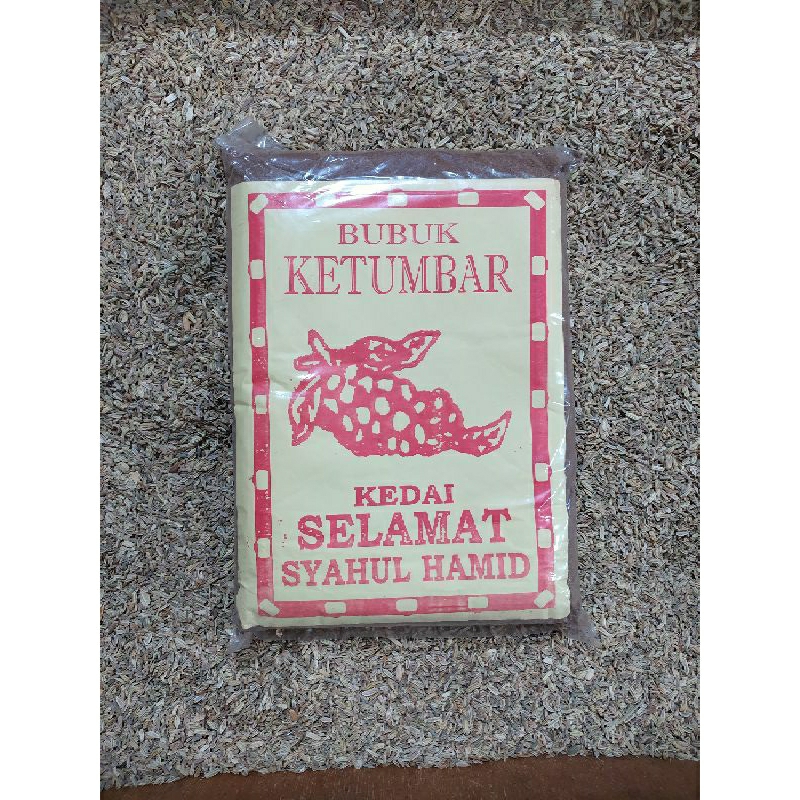 BUBUK
KETUMBAR
KEDAI
SELAMAT
SYAHUL HAMID